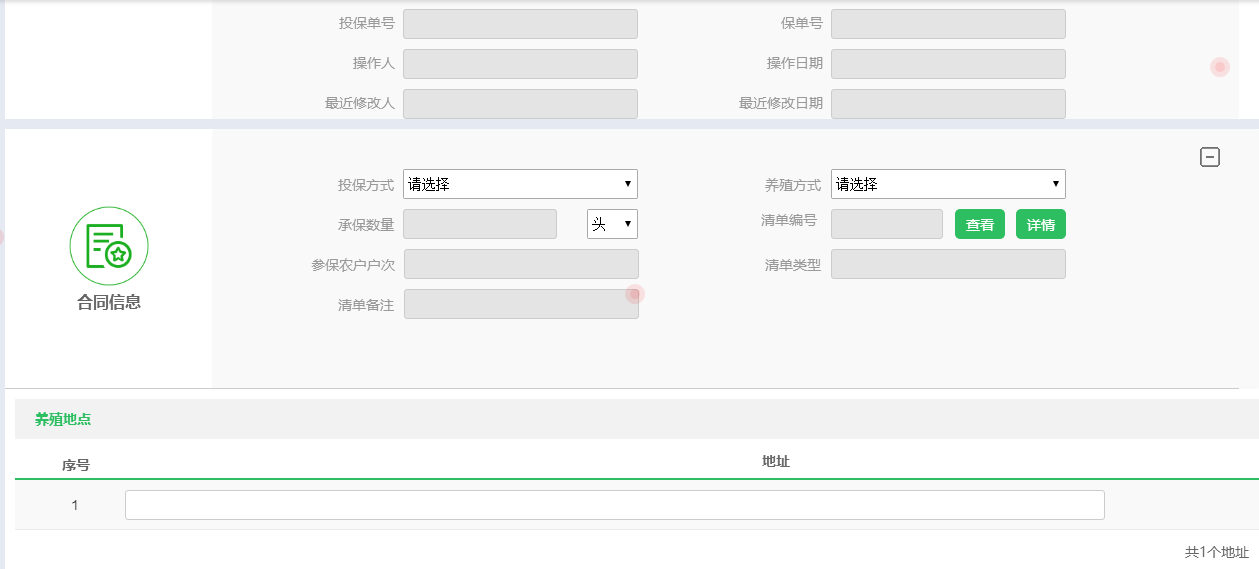 投保单号 保单号
操作人 操作日期
最近修改人 最近修改日期
投保方式 请选择 养殖方式 请选择
承保数量 头 清单编号 查看 详情
参保农户户次 清单类型
清单备注
合同信息
养殖地点
序号 地址
1
共1个地址